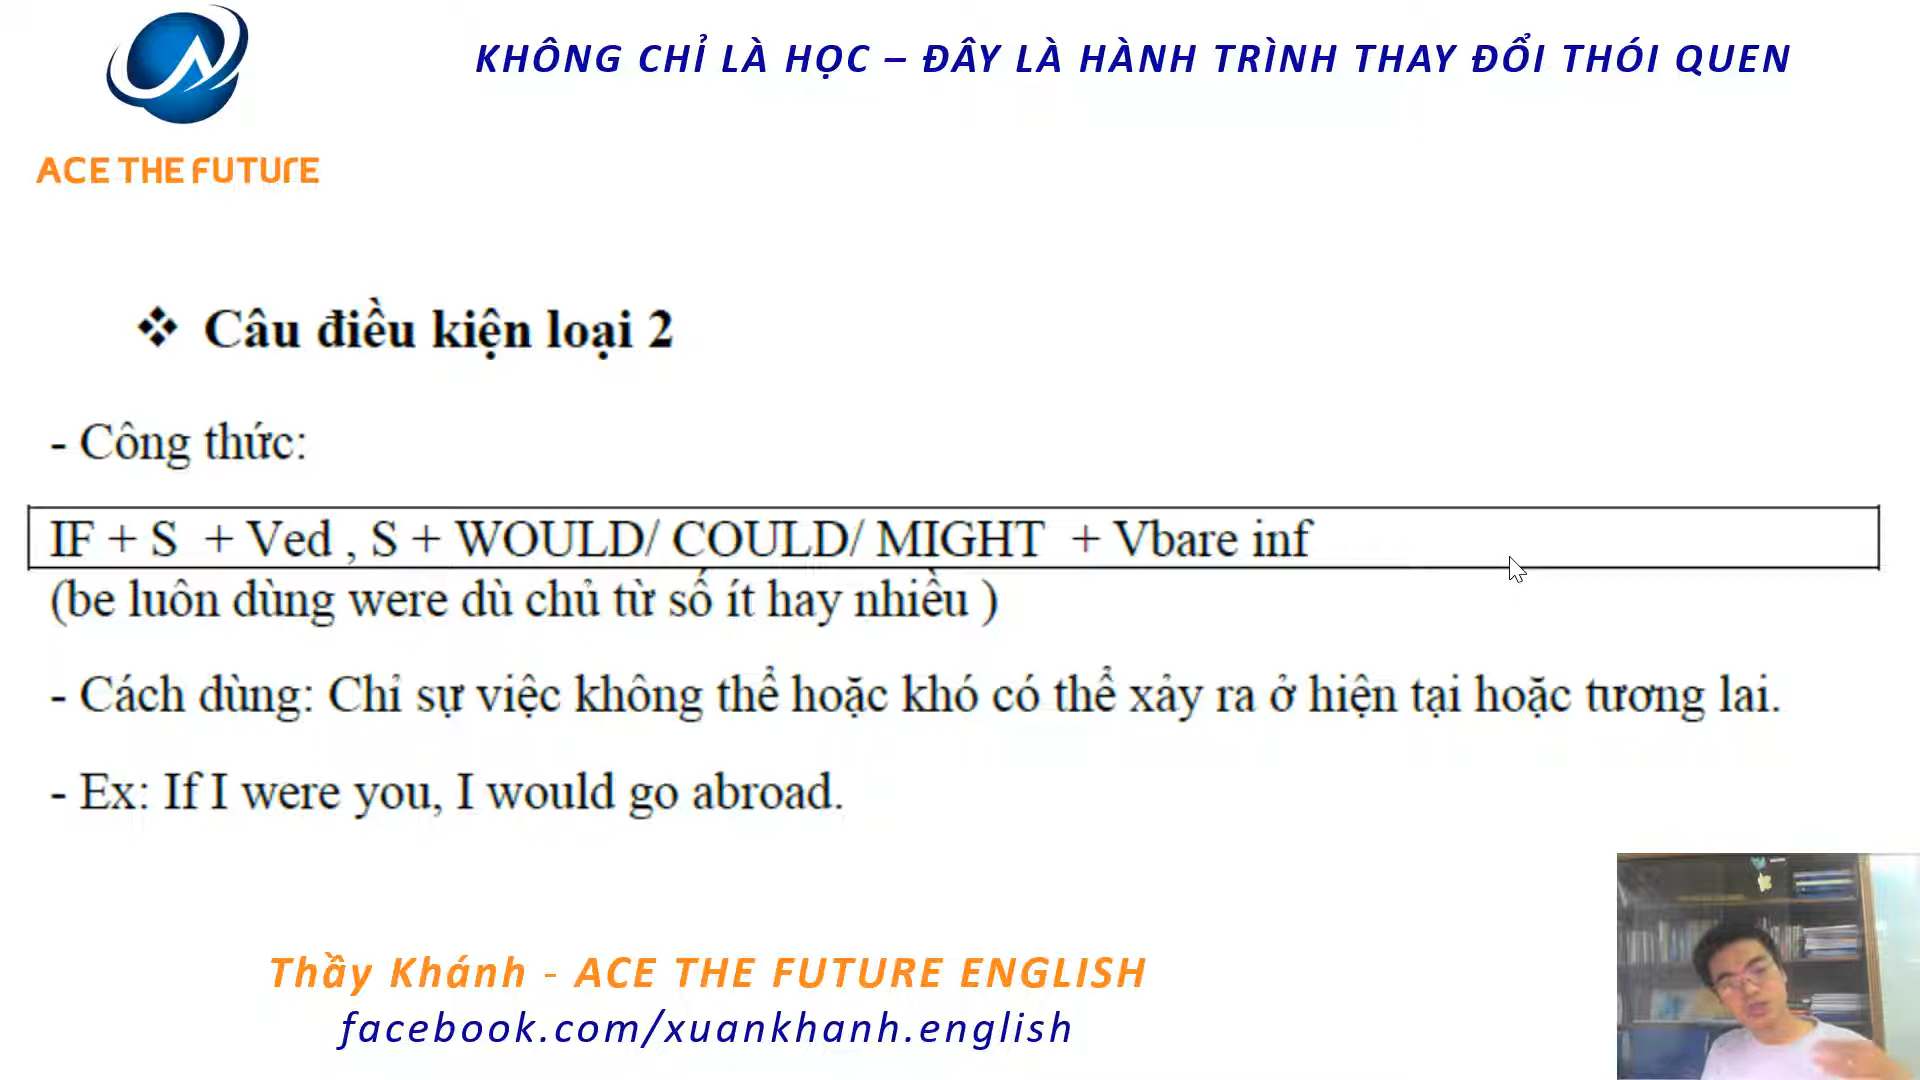 KHÔNG CHỈ LÀ HỌC – ĐÂY LÀ HÀNH TRÌNH THAY ĐỔI THÓI QUEN
ACE THE FUTURE
❖ Câu điều kiện loại 2
- Công thức:
IF + S + Ved , S + WOULD/ COULD/ MIGHT + Vbare inf
(be luôn dùng were dù chủ từ số ít hay nhiều )
- Cách dùng: Chỉ sự việc không thể hoặc khó có thể xảy ra ở hiện tại hoặc tương lai.
- Ex: If I were you, I would go abroad.
Thầy Khánh - ACE THE FUTURE ENGLISH
facebook.com/xuankhanh.english